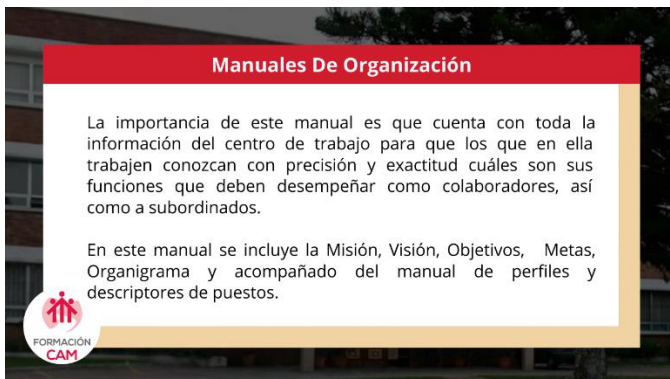 Manuales De Organización
La importancia de este manual es que cuenta con toda la
información del centro de trabajo para que los que en ella
trabajen conozcan con precisión y exactitud cuáles son sus
funciones que deben desempeñar como colaboradores, así
como a subordinados.
En este manual se incluye la Misión, Visión, Objetivos, Metas,
Organigrama y acompañado del manual de perfiles y
descriptores de puestos.
FORMACIÓN
CAM